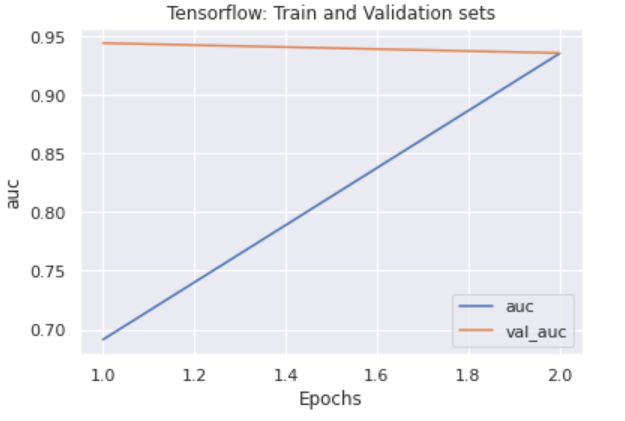 Tensorflow: Train and Validation sets
0.95
0.90
0.85
0.80
0.75
0.70
auc
auc
val_auc
1.0 1.2 1.4 1.6 1.8 2.0
Epochs